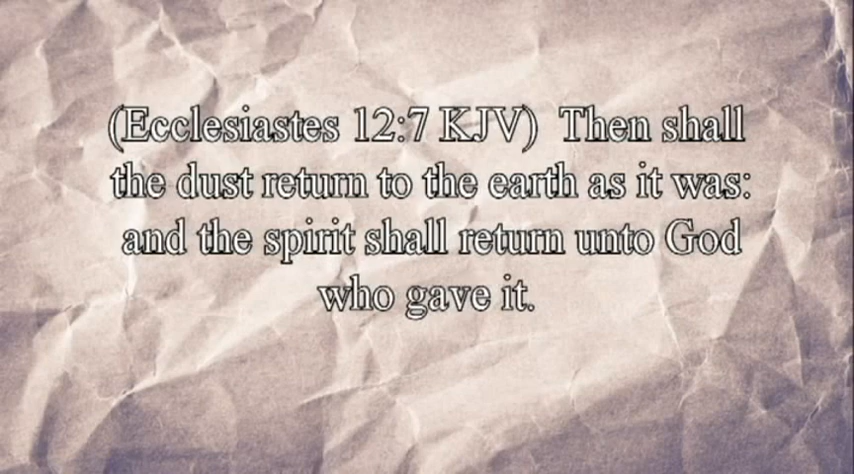 (Ecclesiastes 12:7 KJV)  Then shall
the dust return to the earth as it was:
and the spirit shall return unto God
who gave it.